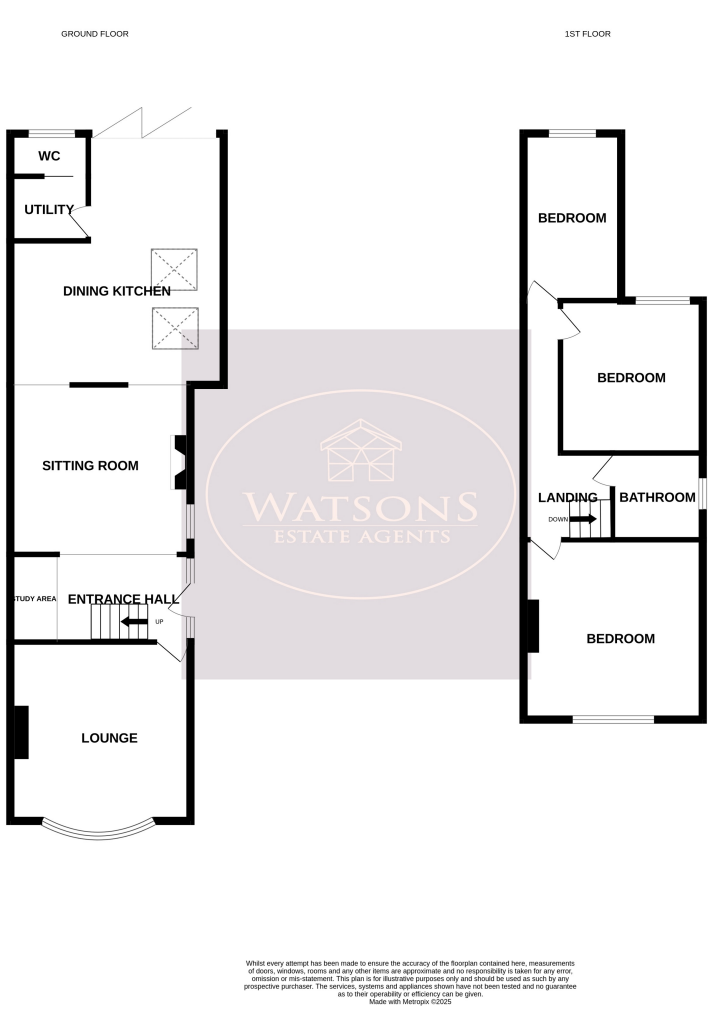 GROUND FLOOR
1ST FLOOR
WC
UTILITY
DINING KITCHEN
SITTING ROOM
STUDY AREA
ENTRANCE HALL
UP
LOUNGE
BEDROOM
BEDROOM
LANDING
BATHROOM
DOWN
BEDROOM
WATSONS
ESTATE AGENTS
Whilst every attempt has been made to ensure the accuracy of the floorplan contained here, measurements
of doors, windows, rooms and any other items are approximate and no responsibility is taken for any error,
omission or mis-statement. This plan is for illustrative purposes only and should be used as such by any
prospective purchaser. The services, systems and appliances shown have not been tested and no guarantee
as to their operability or efficiency can be given.
Made with Metropix ©2025